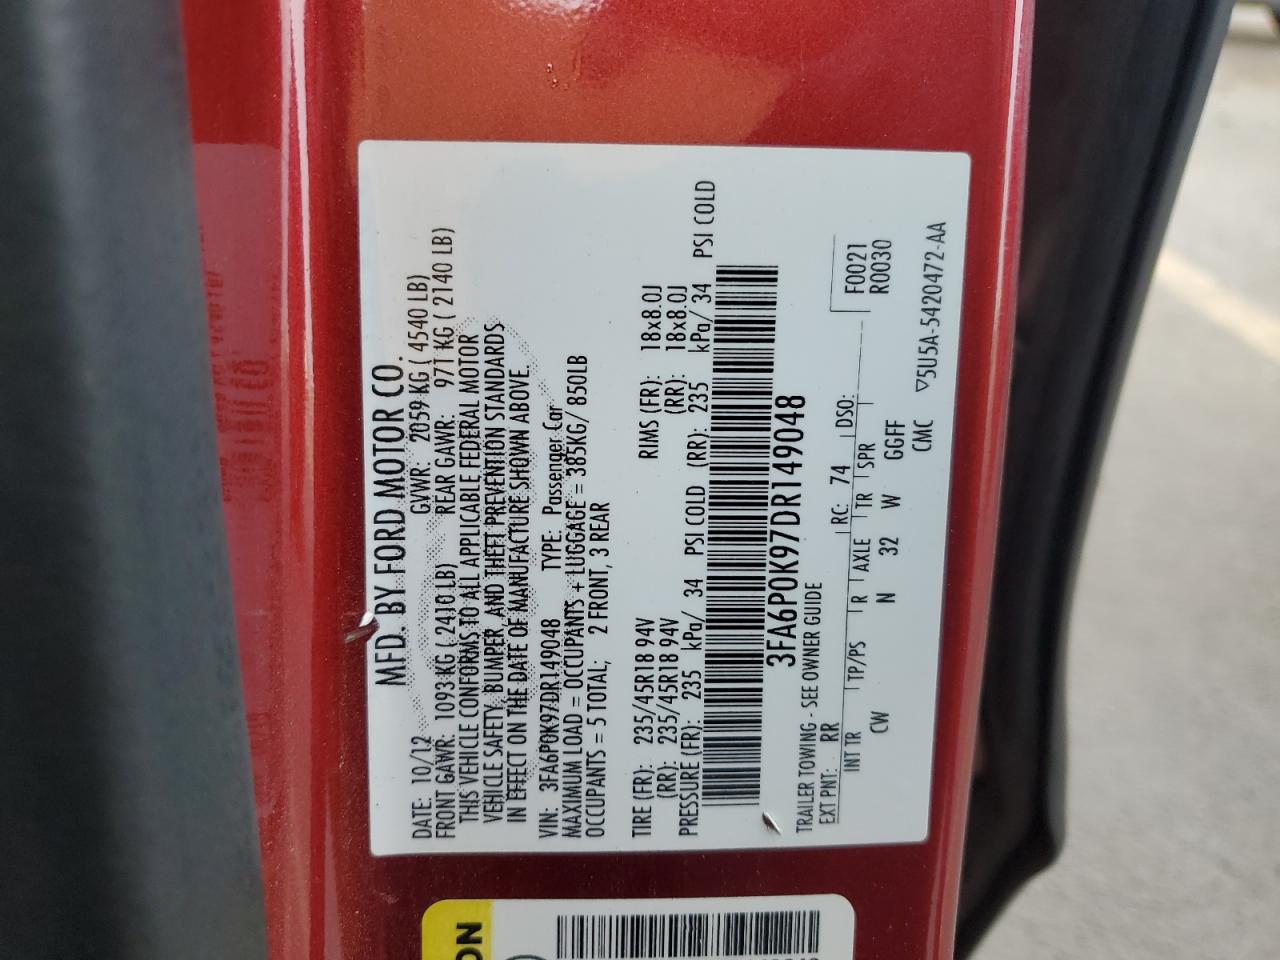 MFD. BY FORD MOTOR CO.
DATE: 10/12 GVWR: 2059 KG ( 4540 LB)
FRONT GAWR: 1093 KG ( 2410 LB) REAR GAWR: 971 KG ( 2140 LB)
THIS VEHICLE CONFORMS TO ALL APPLICABLE FEDERAL MOTOR
VEHICLE SAFETY, BUMPER, AND THEFT PREVENTION STANDARDS
IN EFFECT ON THE DATE OF MANUFACTURE SHOWN ABOVE.
VIN: 3FA6P0K97DR149048 TYPE: Passenger Car
MAXIMUM LOAD = OCCUPANTS + LUGGAGE = 385KG/ 850LB
OCCUPANTS = 5 TOTAL; 2 FRONT, 3 REAR
TIRE (FR): 235/45R18 94V RIMS (FR): 18x8.0J
(RR): 235/45R18 94V (RR): 18x8.0J
PRESSURE (FR): 235 kPa/ 34 PSI COLD (RR): 235 kPa/ 34 PSI COLD
3FA6P0K97DR149048
TRAILER TOWING - SEE OWNER GUIDE
EXT PNT: RR RC: 74 DSO: F0021
INT TR TP/PS R AXLE TR SPR R0030
CW N 32 W GGFF
CMC ▽5U5A-5420472-AA
ON